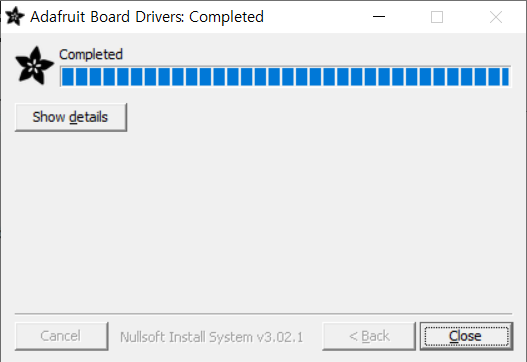 Adafruit Board Drivers: Completed
Completed
Show details
Cancel
Nullsoft Install System v3.02.1
< Back
Close